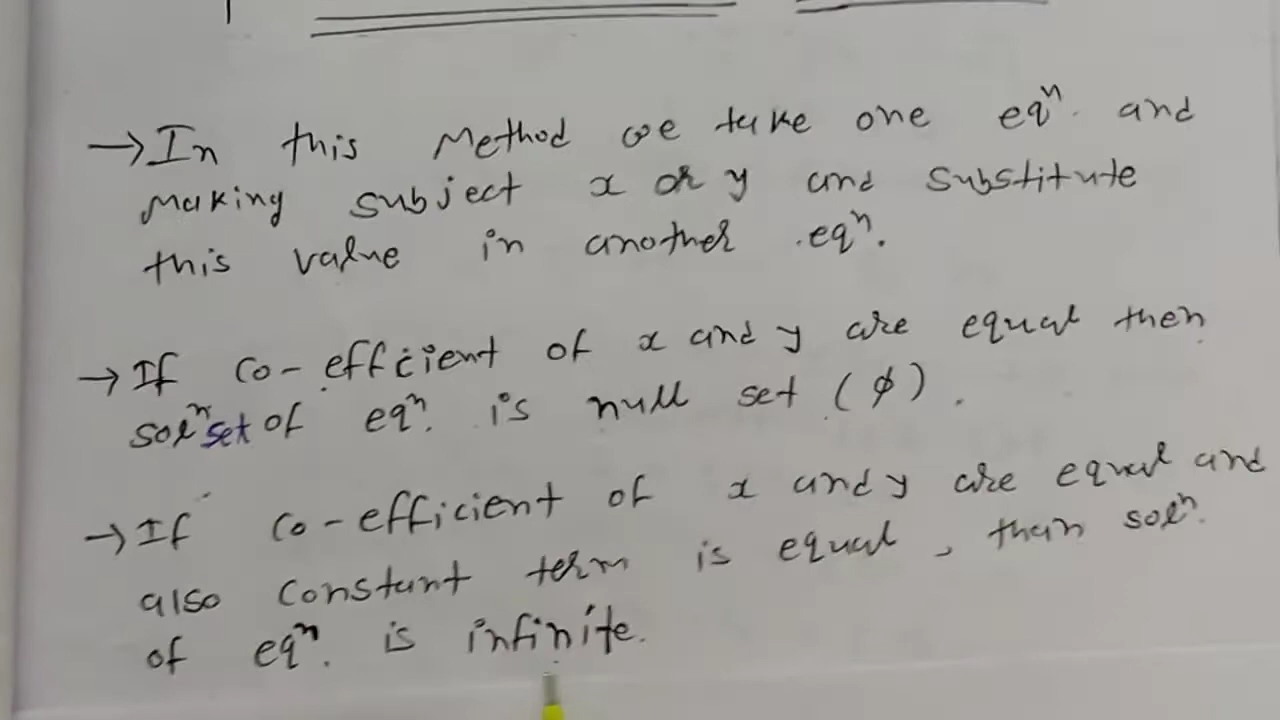 → In this Method we take one eqⁿ. and
Making subject x or y and substitute
this value in another eqⁿ.
→ If co-efficient of x and y are equal then
solⁿ set of eqⁿ. is null set (ϕ).
→ If co-efficient of x and y are equal and
also constant term is equal, then solⁿ.
of eqⁿ. is infinite.